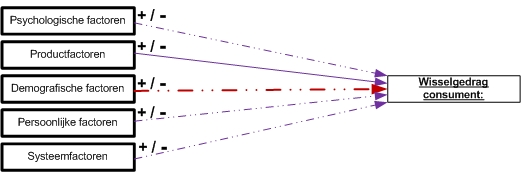 Psychologische factoren + / -
Productfactoren + / -
Demografische factoren + / -
Persoonlijke factoren + / -
Systeemfactoren + / -
Wisselgedrag
consument: